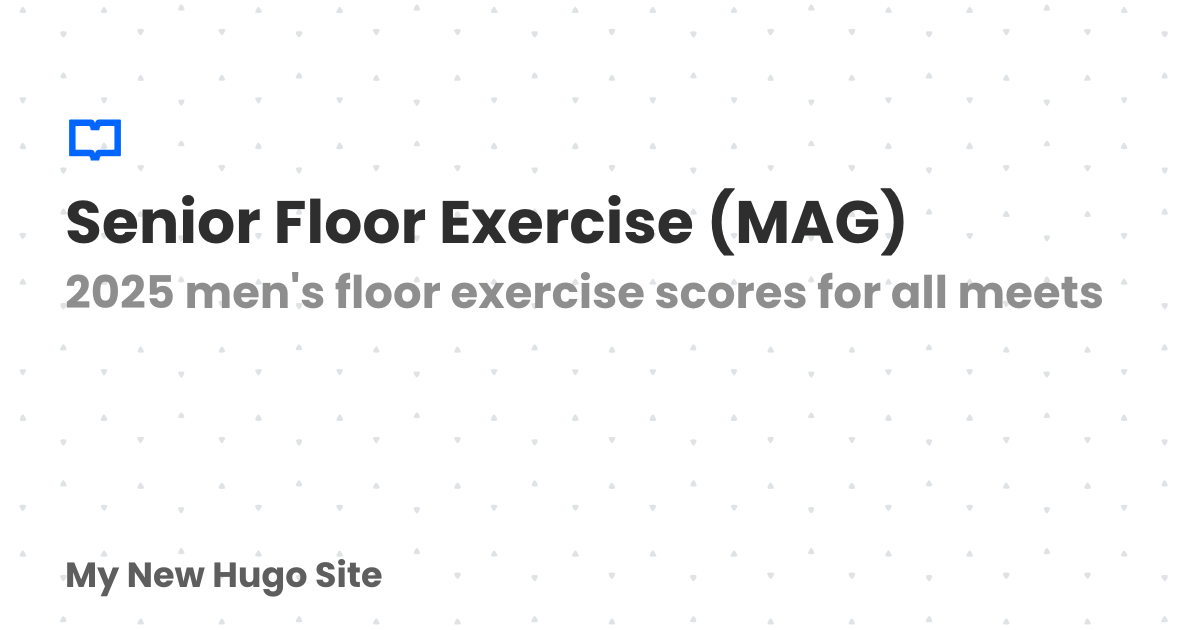 Senior Floor Exercise (MAG)
2025 men's floor exercise scores for all meets
My New Hugo Site